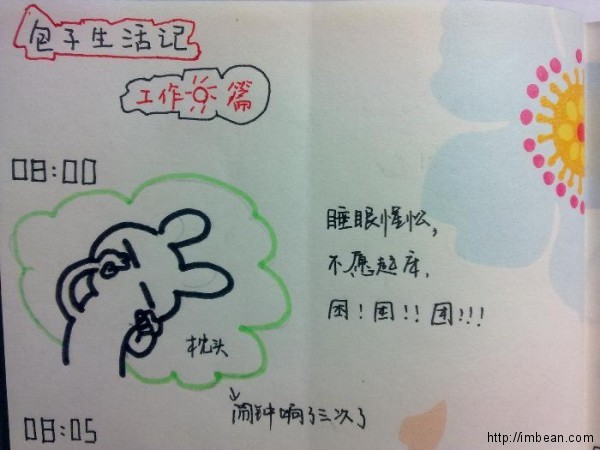 包子生活记
工作篇
08:00
睡眼惺忪,
不愿起床,
困!困!!困!!!
枕头
闹钟响了三次了
08:05
http://imbean.com